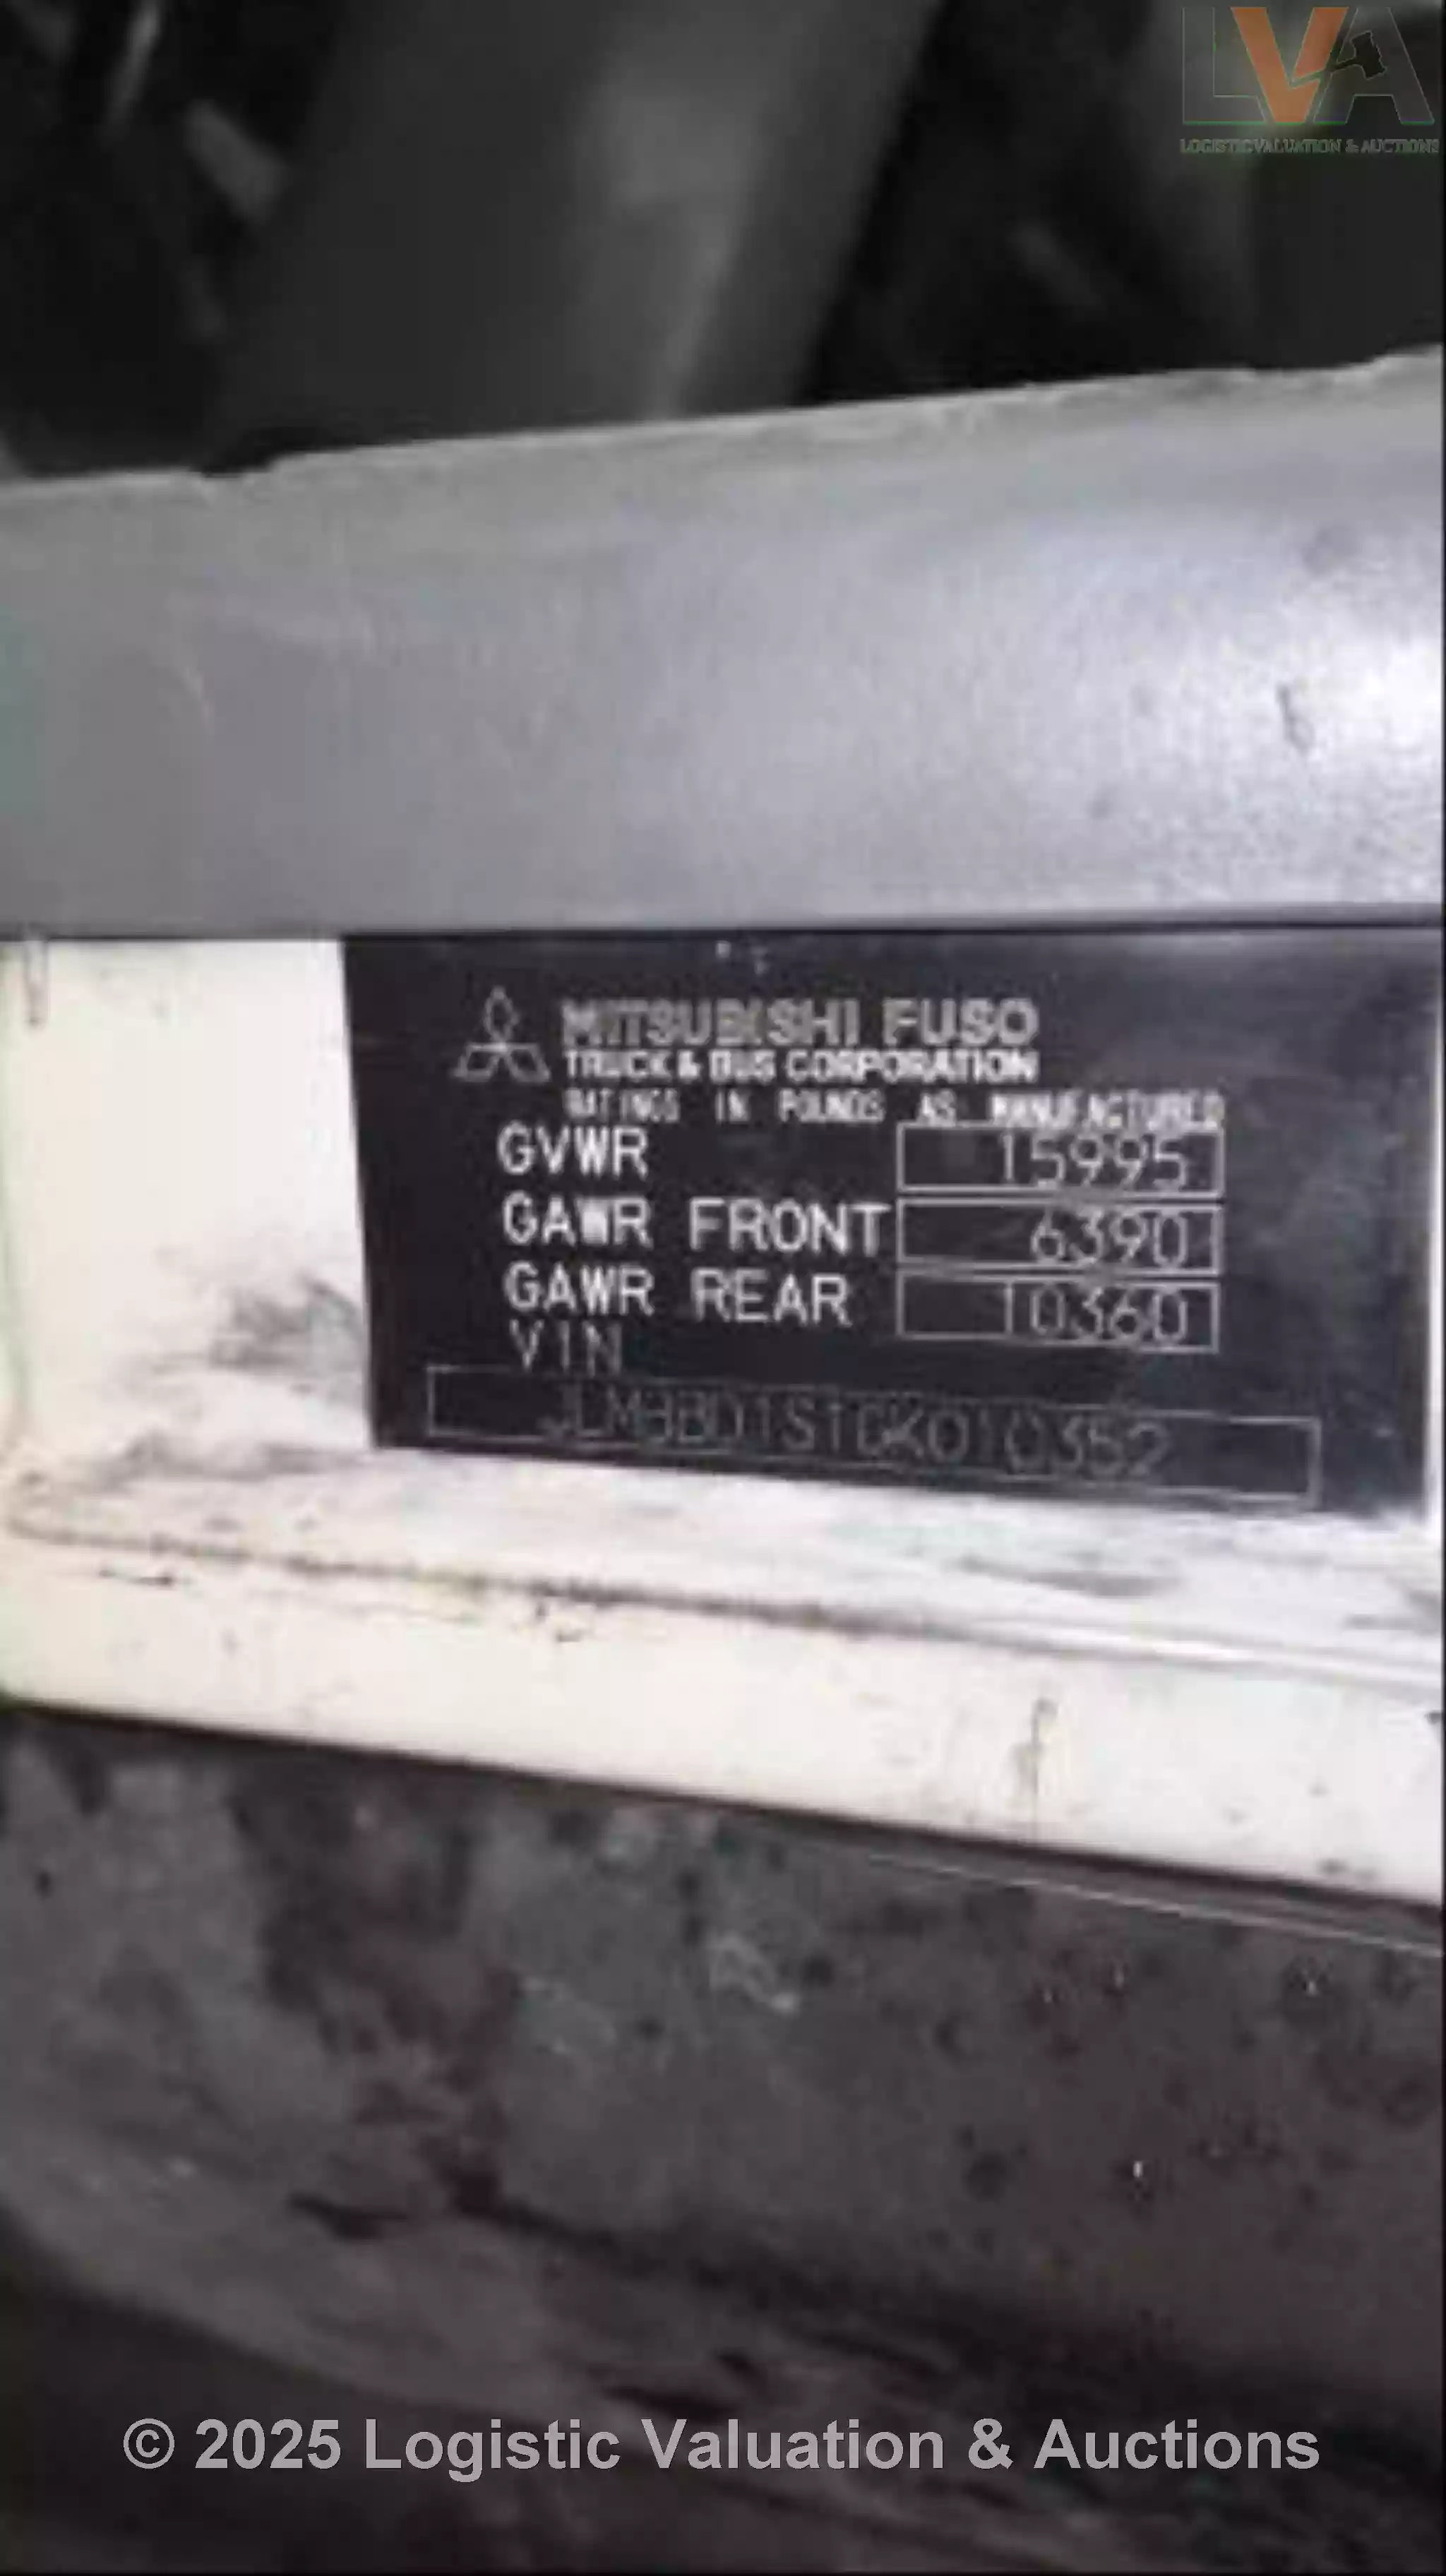 LVA
LOGISTIC VALUATION & AUCTIONS
MITSUBISHI FUSO
TRUCK & BUS CORPORATION
RATINGS IN POUNDS AS MANUFACTURED
GVWR 15995
GAWR FRONT 6390
GAWR REAR 10360
VIN
© 2025 Logistic Valuation & Auctions